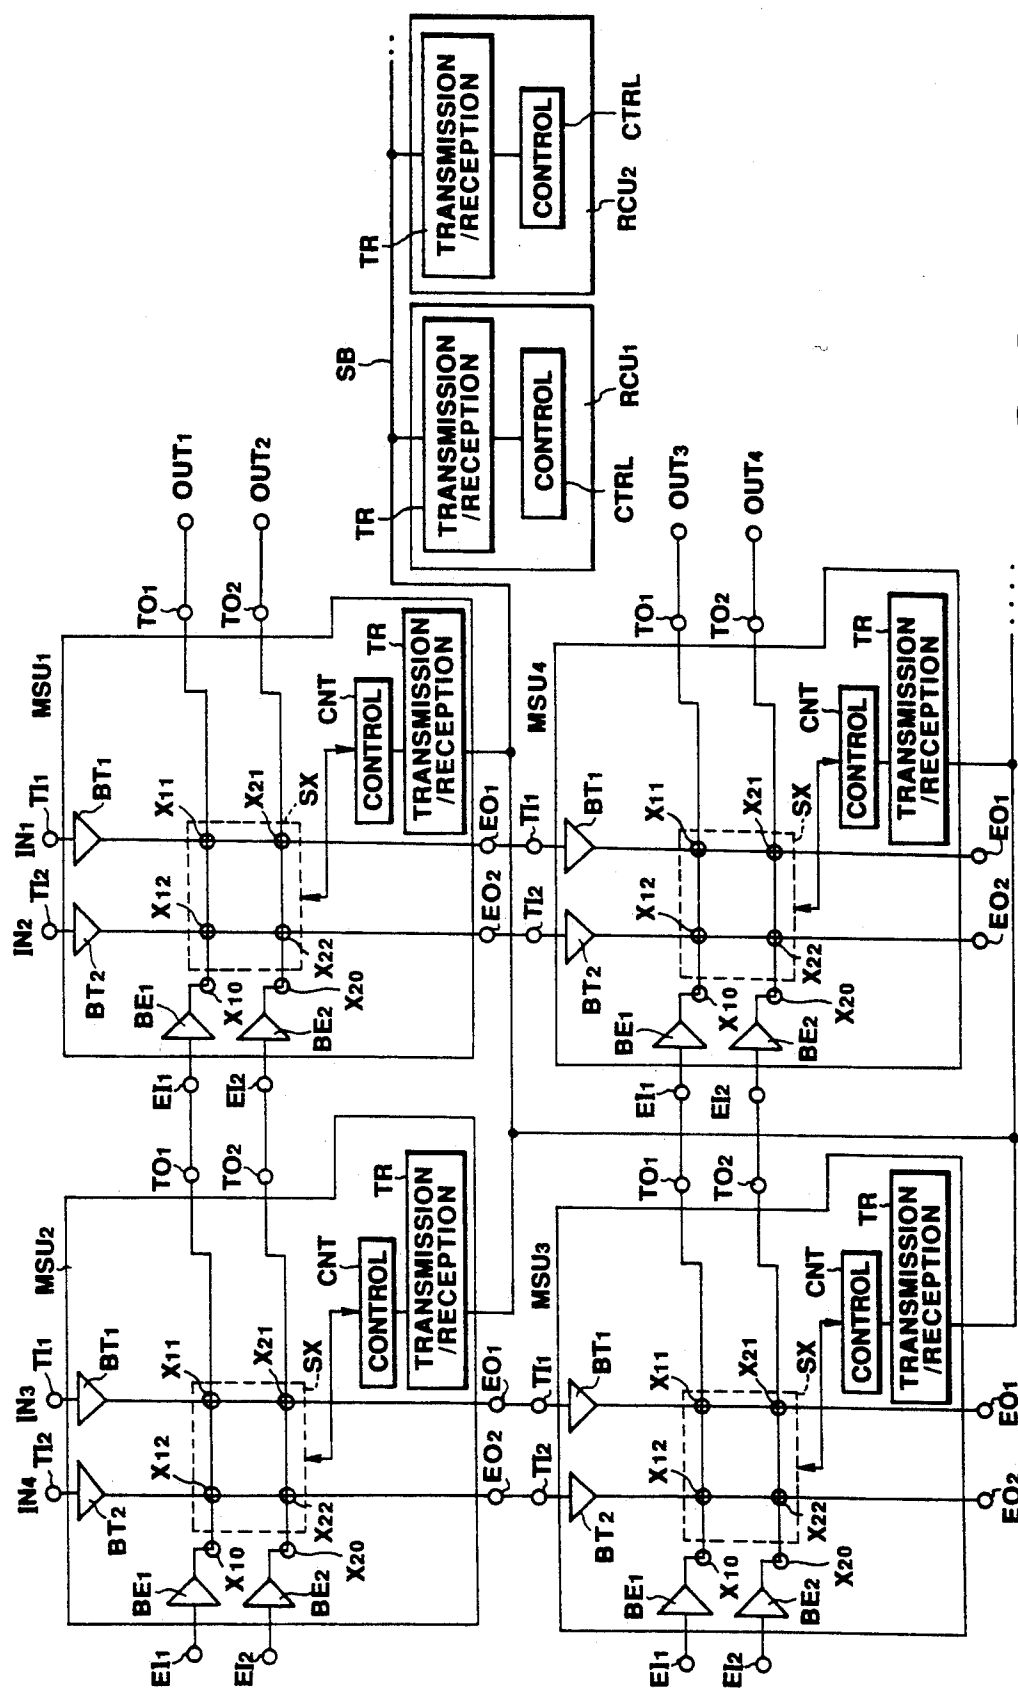 IN4
TI2
IN3
TI1
MSU2
BT2
BT1
X12
X11
TO1
X22
X21
TO2
SX
BE1
X10
BE2
X20
EI1
EI2
CNT
CONTROL
TR
TRANSMISSION
/RECEPTION
EO2
EO1
IN2
TI2
IN1
TI1
MSU1
BT2
BT1
X12
X11
TO1
OUT1
X22
X21
TO2
OUT2
SX
BE1
X10
BE2
X20
EI1
EI2
CNT
CONTROL
TR
TRANSMISSION
/RECEPTION
EO2
EO1
SB
TR
TRANSMISSION
/RECEPTION
CONTROL
CTRL
RCU1
TR
TRANSMISSION
/RECEPTION
CONTROL
CTRL
RCU2
TI2
TI1
MSU3
BT2
BT1
X12
X11
TO1
X22
X21
TO2
SX
BE1
X10
BE2
X20
EI1
EI2
CNT
CONTROL
TR
TRANSMISSION
/RECEPTION
EO2
EO1
TI2
TI1
MSU4
BT2
BT1
X12
X11
TO1
OUT3
X22
X21
TO2
OUT4
SX
BE1
X10
BE2
X20
EI1
EI2
CNT
CONTROL
TR
TRANSMISSION
/RECEPTION
EO2
EO1